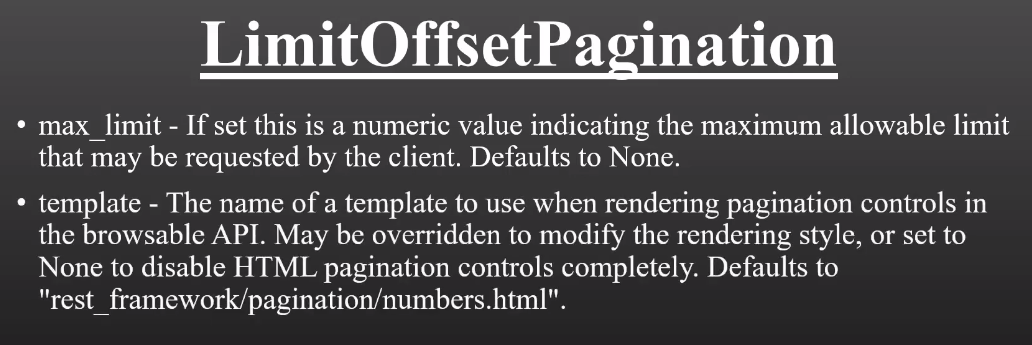 LimitOffsetPagination
• max_limit - If set this is a numeric value indicating the maximum allowable limit
that may be requested by the client. Defaults to None.
• template - The name of a template to use when rendering pagination controls in
the browsable API. May be overridden to modify the rendering style, or set to
None to disable HTML pagination controls completely. Defaults to
"rest_framework/pagination/numbers.html".